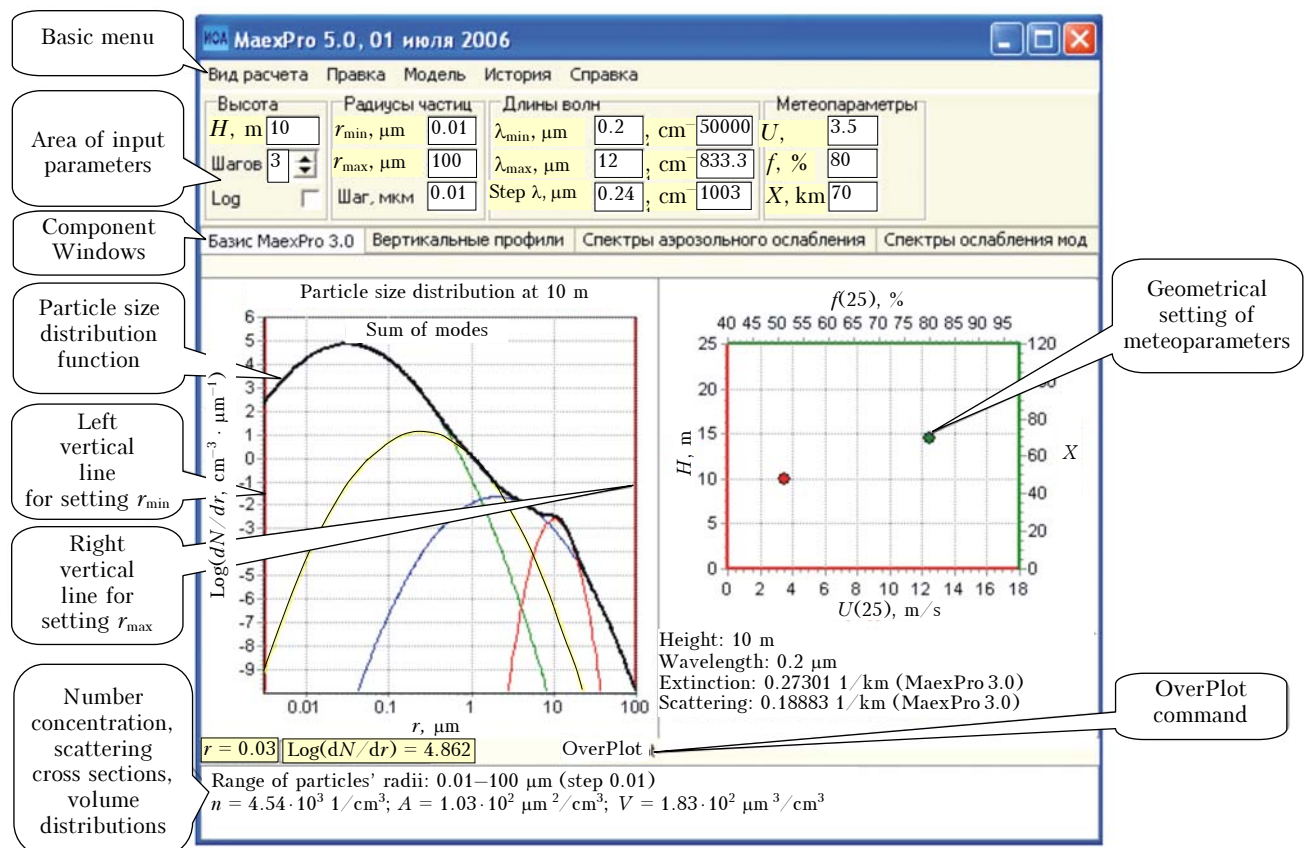 Basic menu
Area of input
parameters
Component
Windows
Particle size
distribution
function
Left
vertical
line
for setting rmin
Right
vertical
line for
setting rmax
Number
concentration,
scattering
cross sections,
volume
distributions
ИОА MaexPro 5.0, 01 июля 2006
Вид расчета Правка Модель История Справка
Высота Радиусы частиц Длины волн Метеопараметры
H, m 10 rmin, μm 0.01 λmin, μm 0.2 , cm⁻ 50000 U, 3.5
Шагов 3 rmax, μm 100 λmax, μm 12 , cm⁻ 833.3 f, % 80
Log Шаг, мкм 0.01 Step λ, μm 0.24 , cm⁻ 1003 X, km 70
Базис MaexPro 3.0 Вертикальные профили Спектры аэрозольного ослабления Спектры ослабления мод
Particle size distribution at 10 m
Sum of modes
Log(dN/dr, cm⁻³ · μm⁻¹)
6
5
4
3
2
1
0
-1
-2
-3
-5
-6
-7
-8
-9
0.01 0.1 1 10 100
r, μm
f(25), %
40 45 50 55 60 65 70 75 80 85 90 95
H, m
25
20
15
10
5
0
120
80
60
40
20
0
X
0 2 4 6 8 10 12 14 16 18
U(25), m/s
Height: 10 m
Wavelength: 0.2 μm
Extinction: 0.27301 1/km (MaexPro 3.0)
Scattering: 0.18883 1/km (MaexPro 3.0)
r = 0.03 Log(dN/dr) = 4.862 OverPlot
Range of particles' radii: 0.01–100 μm (step 0.01)
n = 4.54·10³ 1/cm³; A = 1.03·10² μm²/cm³; V = 1.83·10² μm³/cm³
Geometrical
setting of
meteoparameters
OverPlot
command